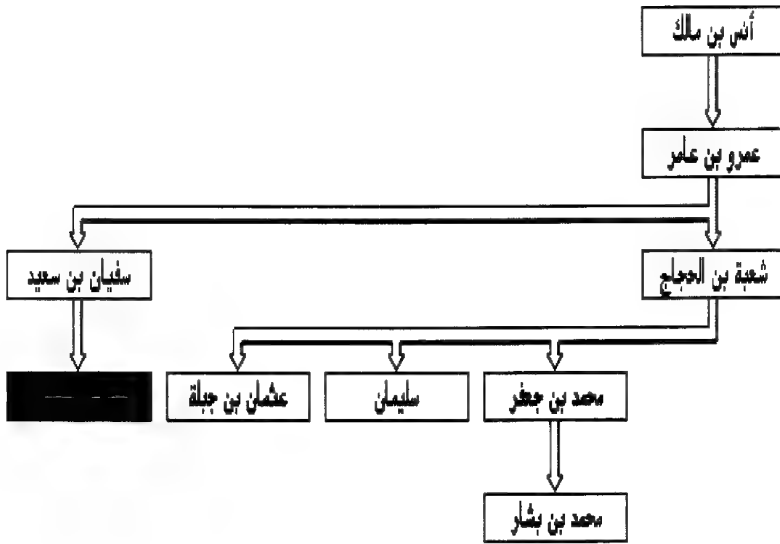 أنس بن مالك
عمرو بن عامر
شعبة بن الحجاج
سفيان بن سعيد
محمد بن جعفر
سليمان
عثمان بن جبلة
محمد بن بشار